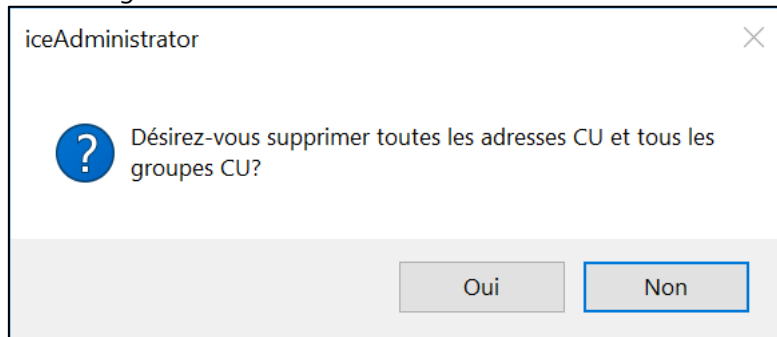 iceAdministrator
Désirez-vous supprimer toutes les adresses CU et tous les
groupes CU?
Oui
Non